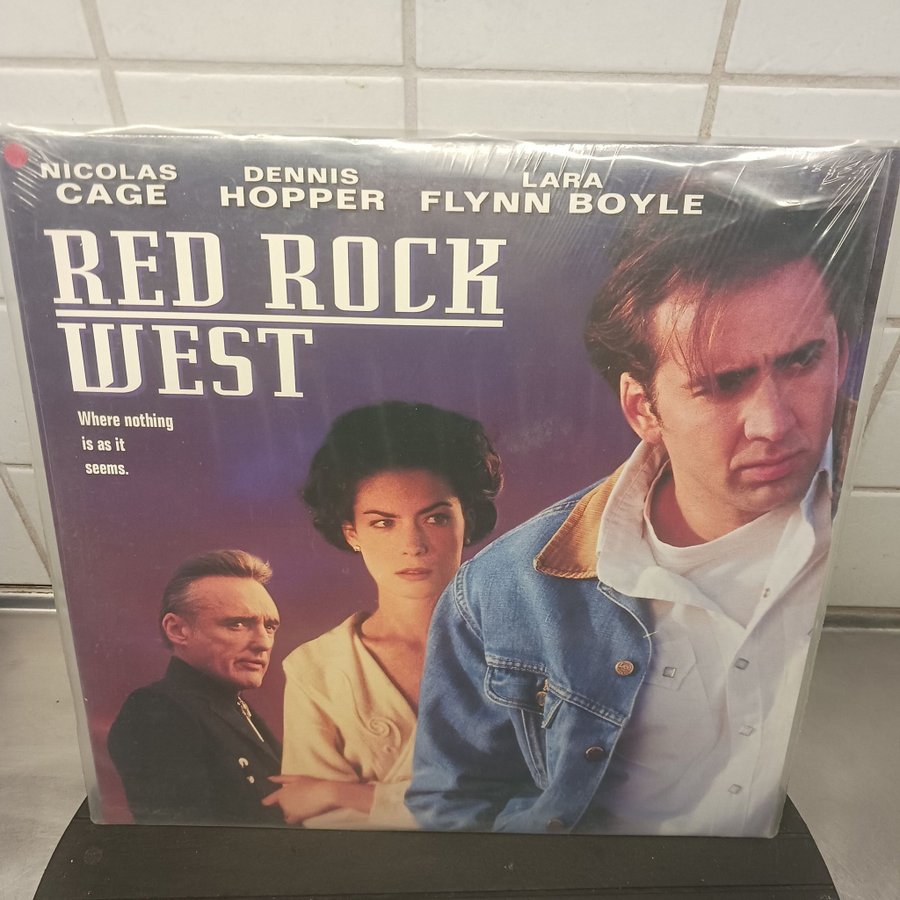 NICOLAS
CAGE
DENNIS
HOPPER
LARA
FLYNN BOYLE
RED ROCK
WEST
Where nothing
is as it
seems.